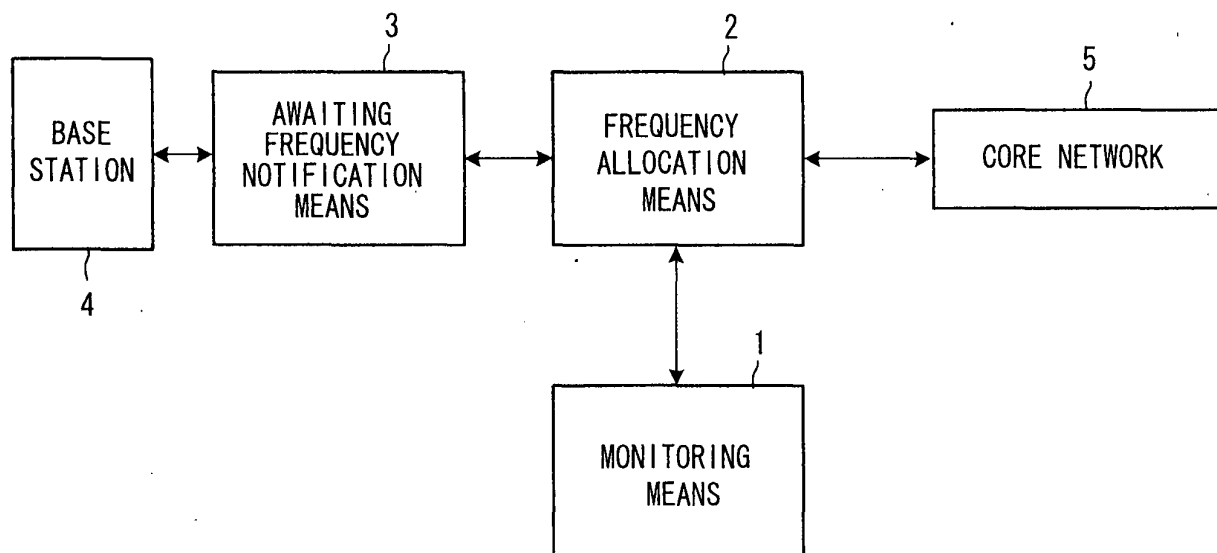 3
2
5
BASE
STATION
AWAITING
FREQUENCY
NOTIFICATION
MEANS
FREQUENCY
ALLOCATION
MEANS
CORE NETWORK
4
1
MONITORING
MEANS